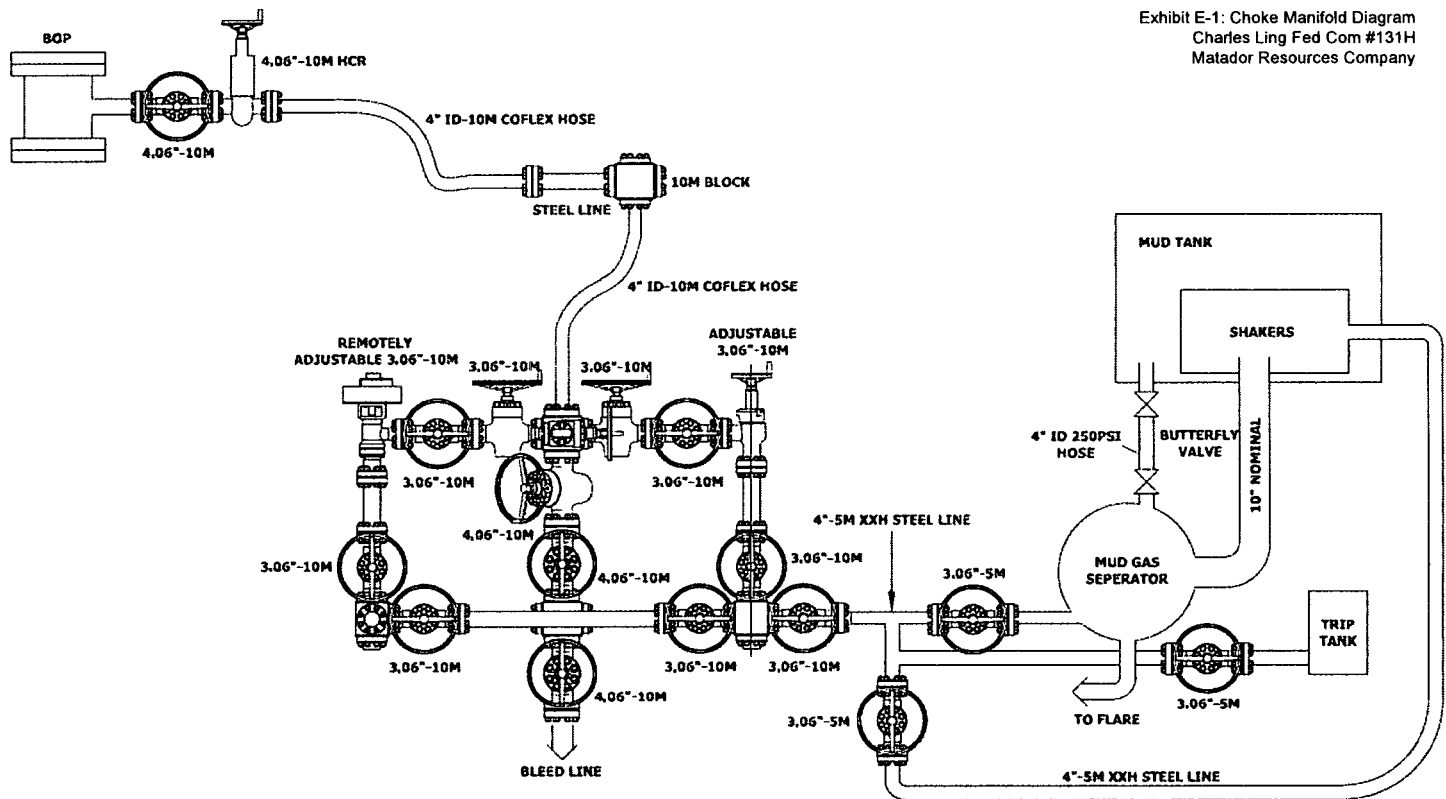 Exhibit E-1: Choke Manifold Diagram
Charles Ling Fed Com #131H
Matador Resources Company
BOP
4.06"-10M HCR
4.06"-10M
4" ID-10M COFLEX HOSE
10M BLOCK
STEEL LINE
4" ID-10M COFLEX HOSE
MUD TANK
SHAKERS
REMOTELY
ADJUSTABLE 3.06"-10M
3.06"-10M
3.06"-10M
ADJUSTABLE
3.06"-10M
3.06"-10M
3.06"-10M
4" ID 250PSI
HOSE
BUTTERFLY
VALVE
10" NOMINAL
4.06"-10M
4"-5M XXH STEEL LINE
3.06"-10M
4.06"-10M
3.06"-10M
3.06"-5M
MUD GAS
SEPERATOR
TRIP
TANK
3.06"-10M
3.06"-10M
3.06"-10M
4.06"-10M
3.06"-5M
TO FLARE
3.06"-5M
BLEED LINE
4"-5M XXH STEEL LINE